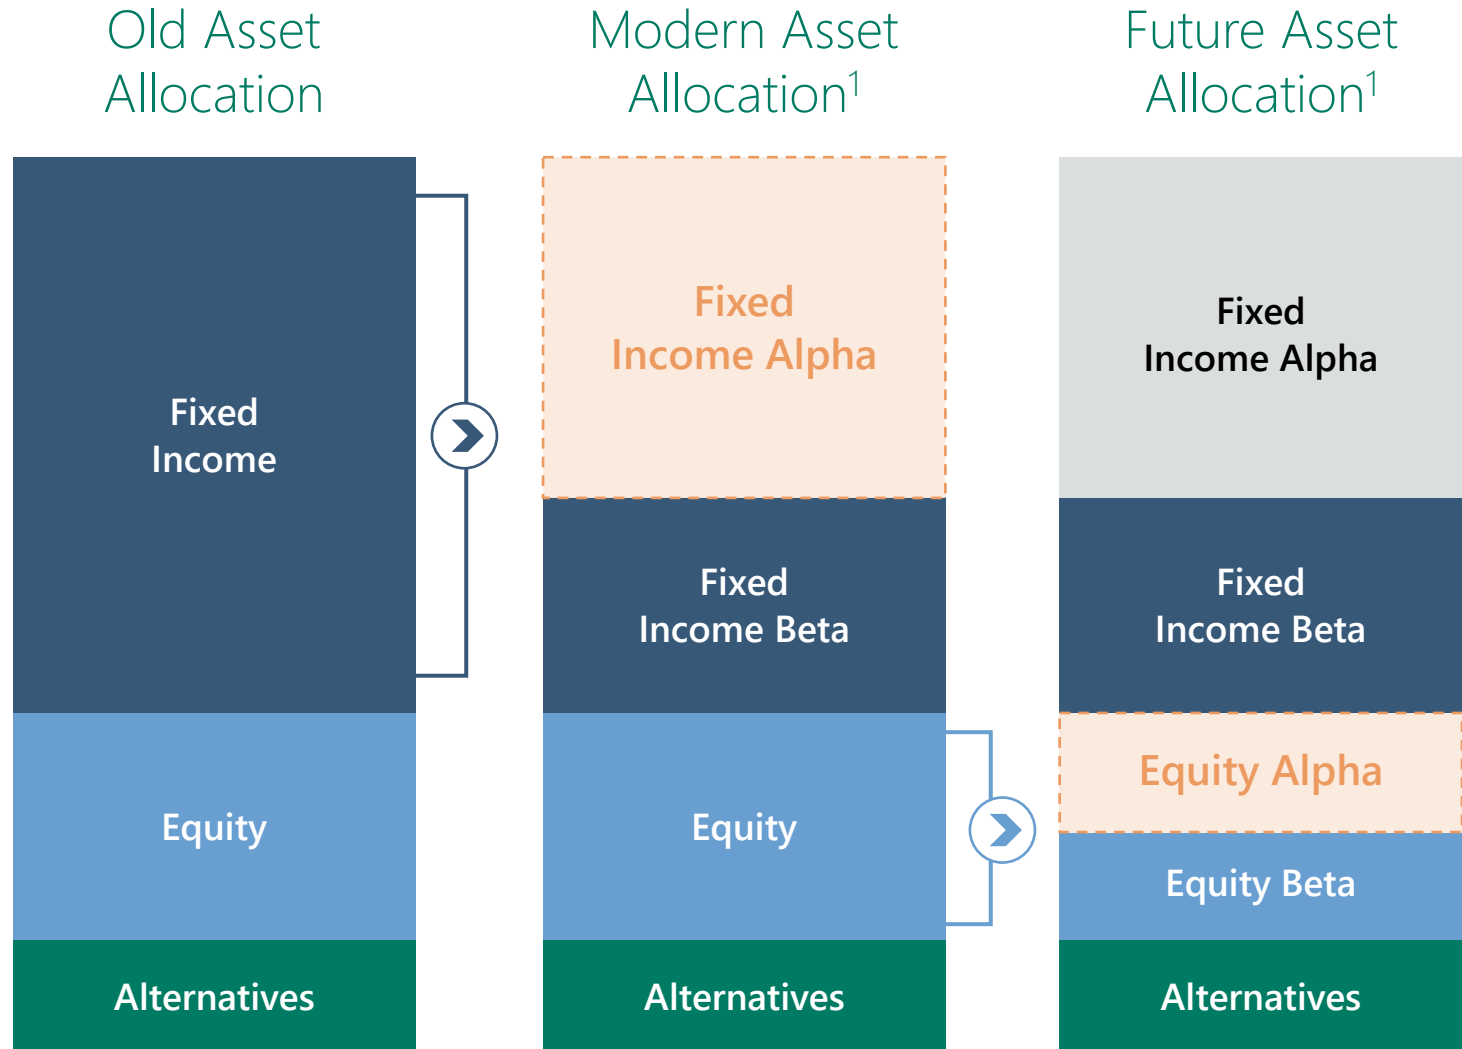 Old Asset
Allocation
Modern Asset
Allocation¹
Future Asset
Allocation¹
Fixed
Income
Equity
Alternatives
Fixed
Income Alpha
Fixed
Income Beta
Equity
Alternatives
Fixed
Income Alpha
Fixed
Income Beta
Equity Alpha
Equity Beta
Alternatives